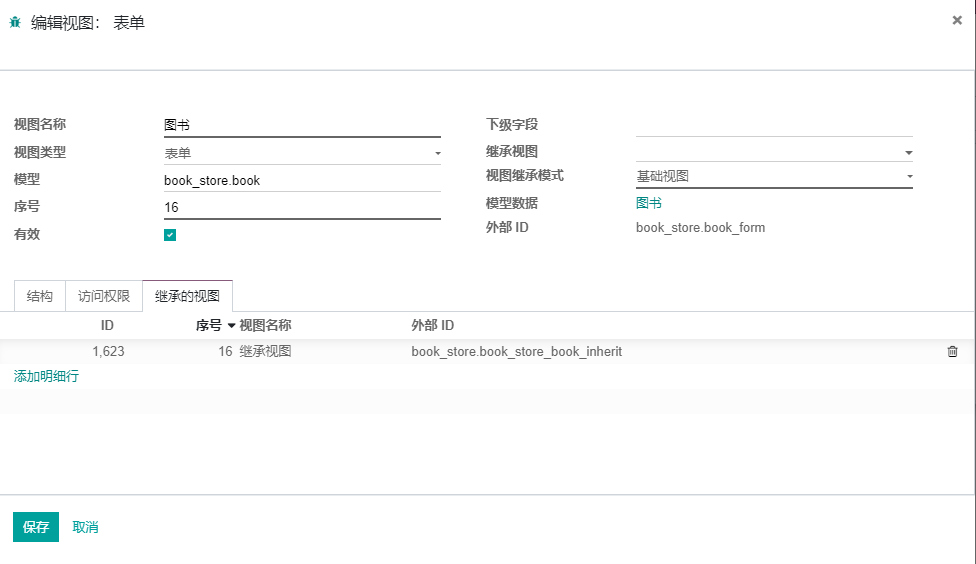 编辑视图： 表单
视图名称 图书
视图类型 表单
模型 book_store.book
序号 16
有效
下级字段
继承视图
视图继承模式 基础视图
模型数据 图书
外部 ID book_store.book_form
结构 访问权限 继承的视图
ID 序号 视图名称 外部 ID
1,623 16 继承视图 book_store.book_store_book_inherit
添加明细行
保存 取消